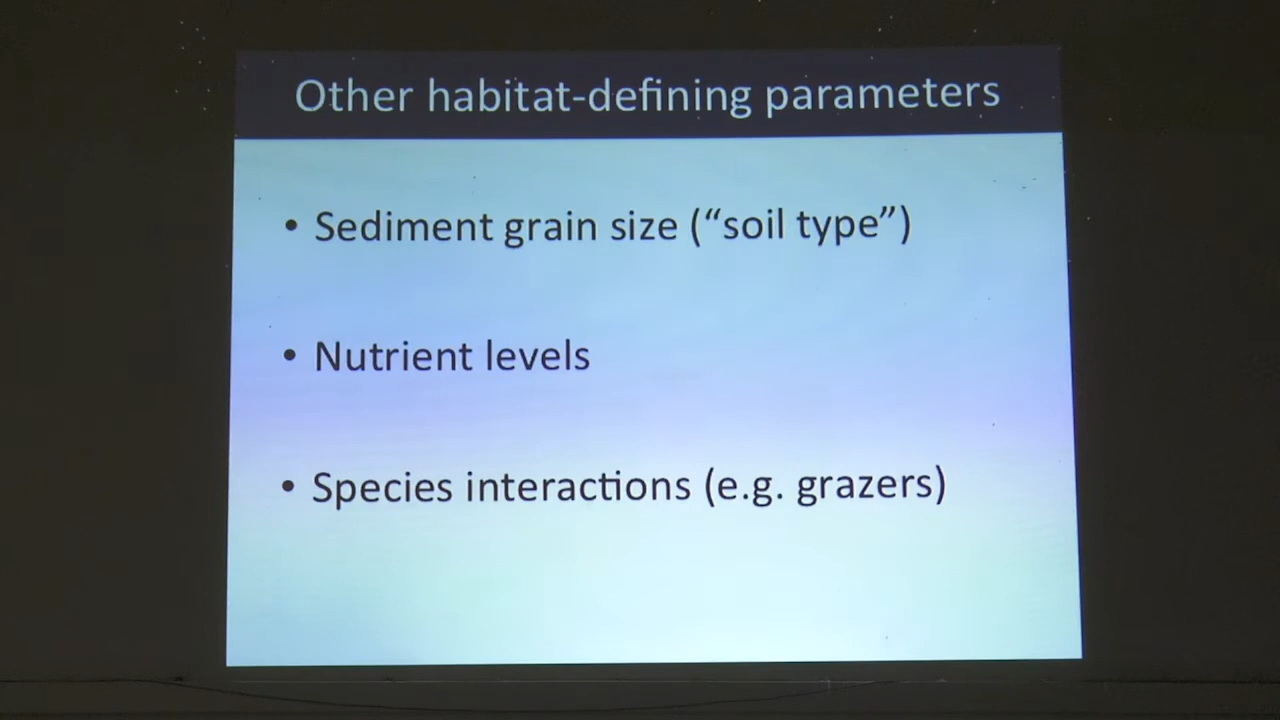 Other habitat-defining parameters
• Sediment grain size (“soil type”)
• Nutrient levels
• Species interactions (e.g. grazers)